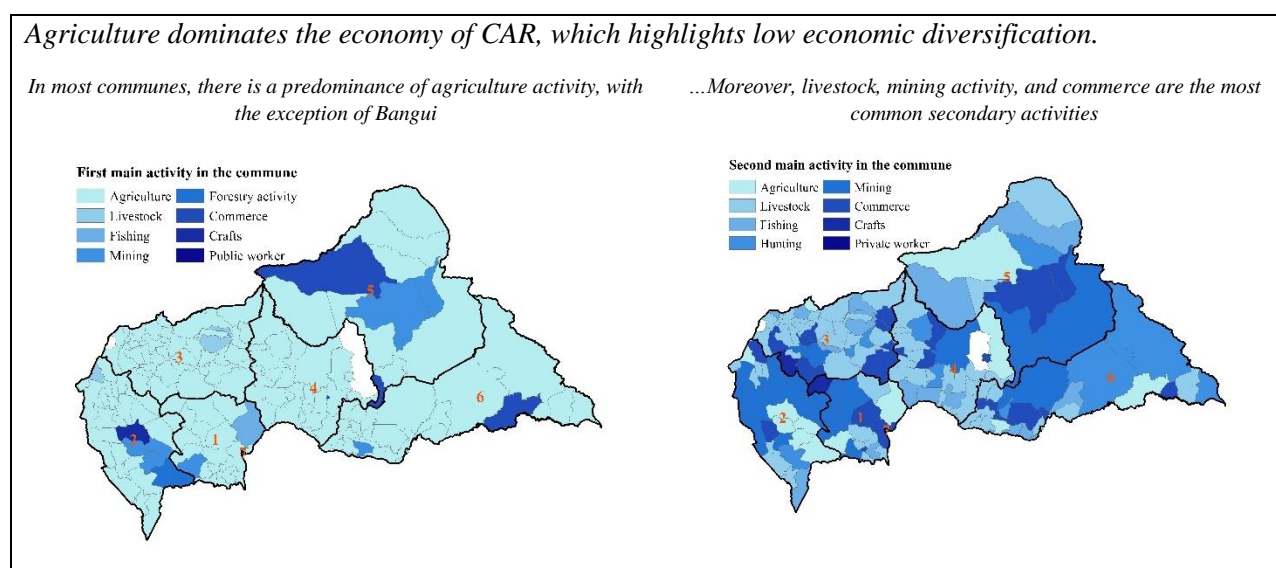 Agriculture dominates the economy of CAR, which highlights low economic diversification.
In most communes, there is a predominance of agriculture activity, with
the exception of Bangui
…Moreover, livestock, mining activity, and commerce are the most
common secondary activities
First main activity in the commune
Agriculture Forestry activity
Livestock Commerce
Fishing Crafts
Mining Public worker
5
3
4
6
2
1
Second main activity in the commune
Agriculture Mining
Livestock Commerce
Fishing Crafts
Hunting Private worker
5
3
4
6
2
1